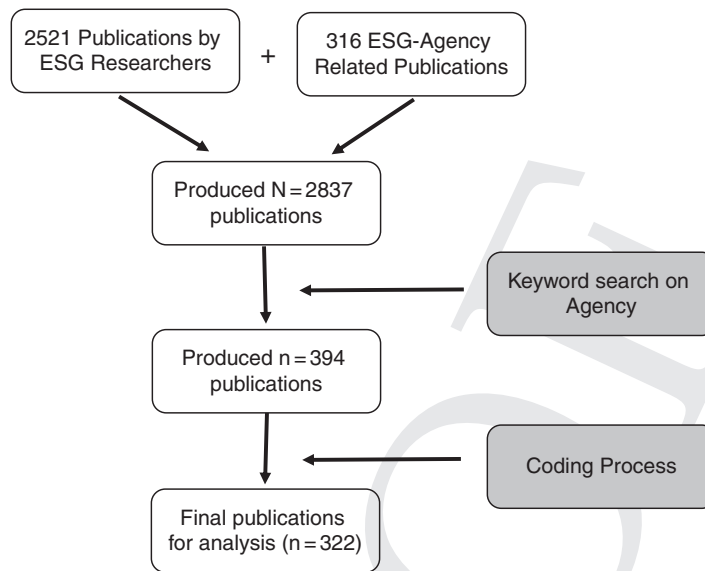 2521 Publications by
ESG Researchers
+
316 ESG-Agency
Related Publications
Produced N = 2837
publications
Keyword search on
Agency
Produced n = 394
publications
Coding Process
Final publications
for analysis (n = 322)